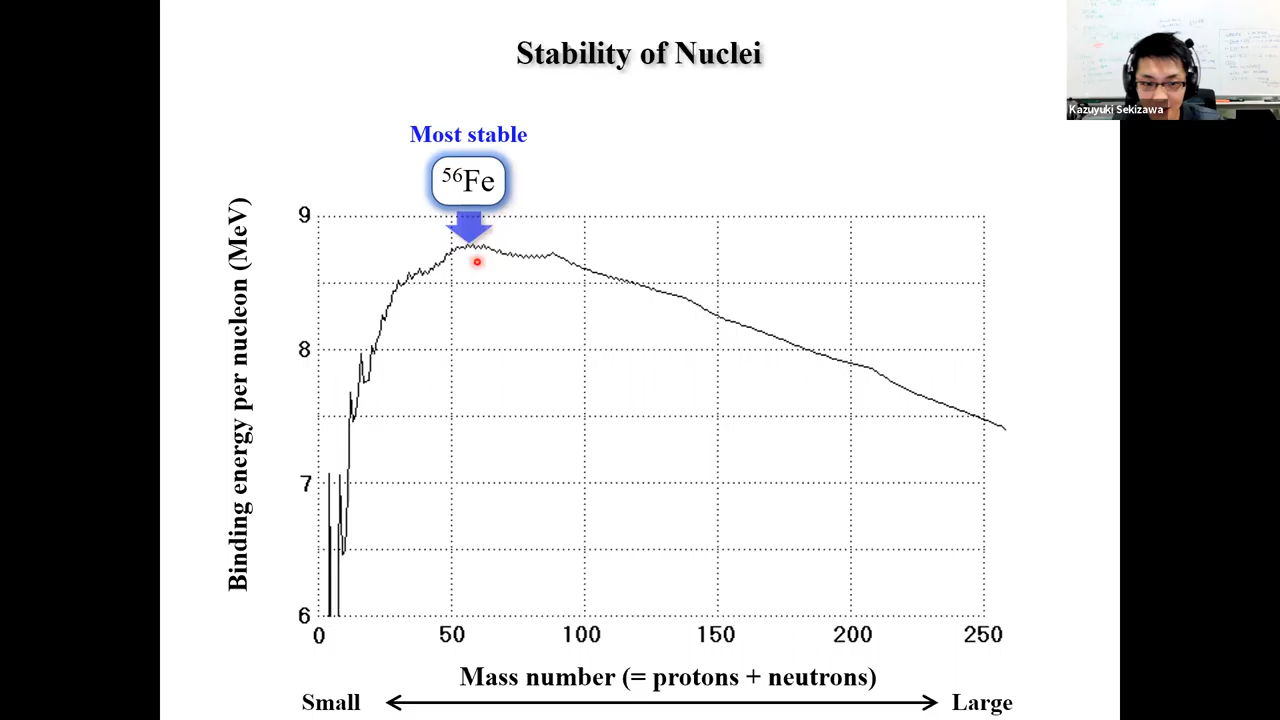 Stability of Nuclei
Kazuyuki Sekizawa
Most stable
⁵⁶Fe
Binding energy per nucleon (MeV)
9
8
7
6
0 50 100 150 200 250
Mass number (= protons + neutrons)
Small Large